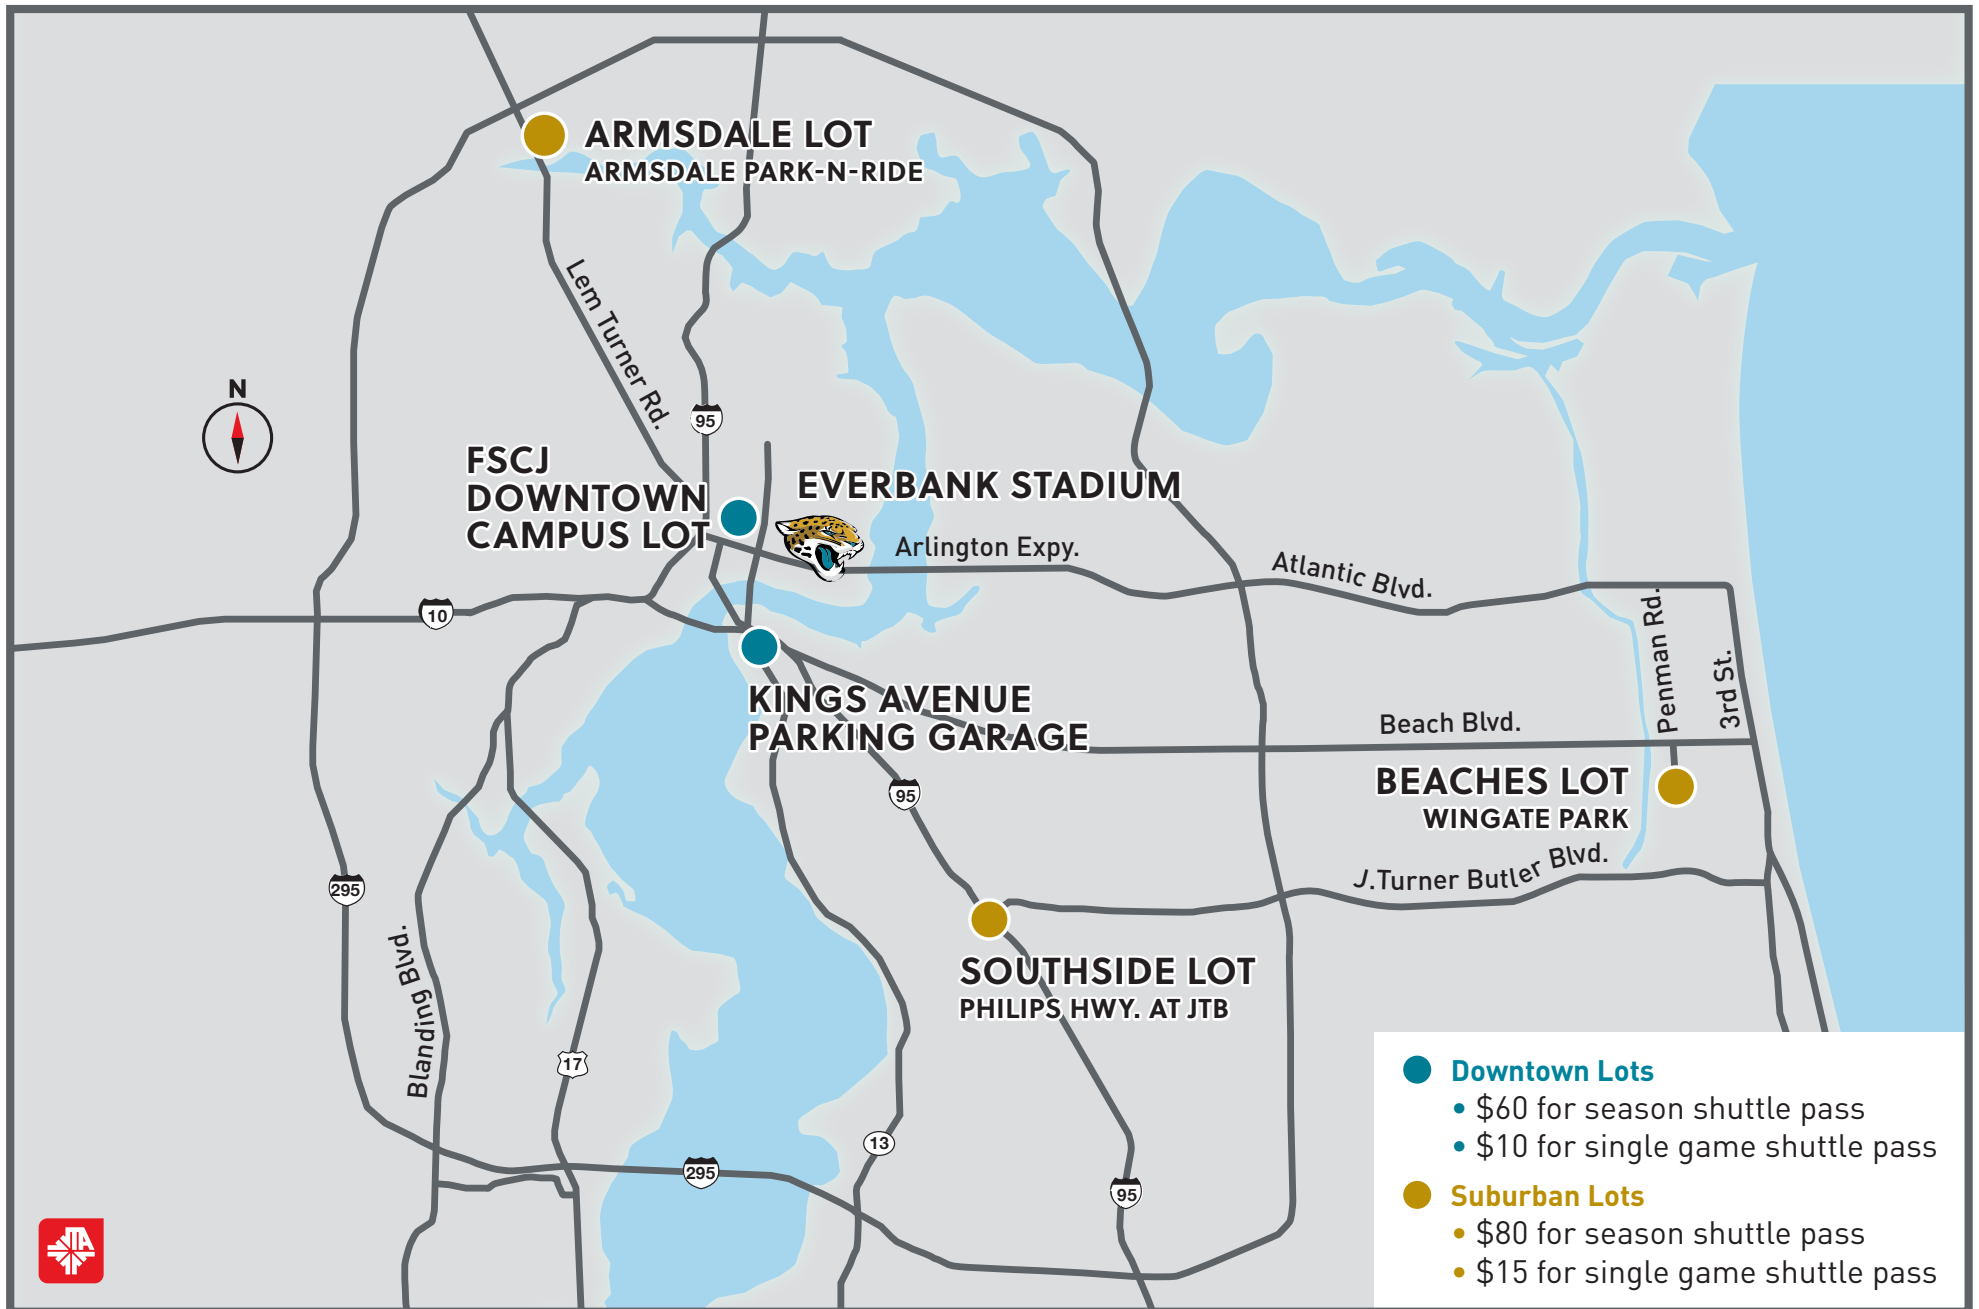 ARMSDALE LOT
ARMSDALE PARK-N-RIDE
Lem Turner Rd.
N
95
FSCJ
DOWNTOWN
CAMPUS LOT
EVERBANK STADIUM
Arlington Expy.
Atlantic Blvd.
10
Penman Rd.
3rd St.
KINGS AVENUE
PARKING GARAGE
Beach Blvd.
95
BEACHES LOT
WINGATE PARK
J.Turner Butler Blvd.
295
Blanding Blvd.
SOUTHSIDE LOT
PHILIPS HWY. AT JTB
17
13
295
95
JTA
Downtown Lots
• $60 for season shuttle pass
• $10 for single game shuttle pass
Suburban Lots
• $80 for season shuttle pass
• $15 for single game shuttle pass